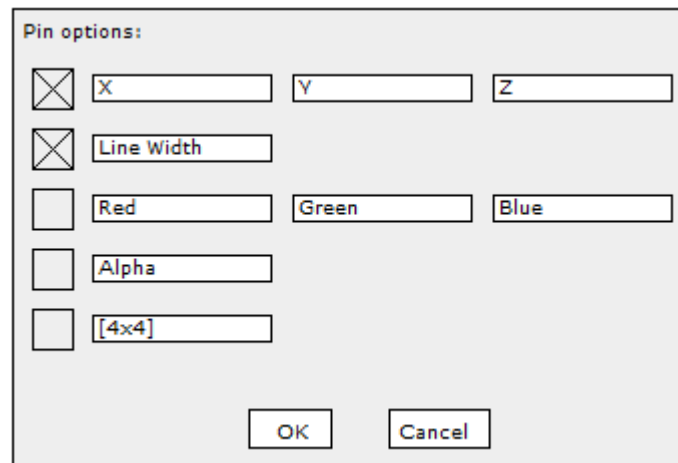 Pin options:
X Y Z
Line Width
Red Green Blue
Alpha
[4x4]
OK Cancel